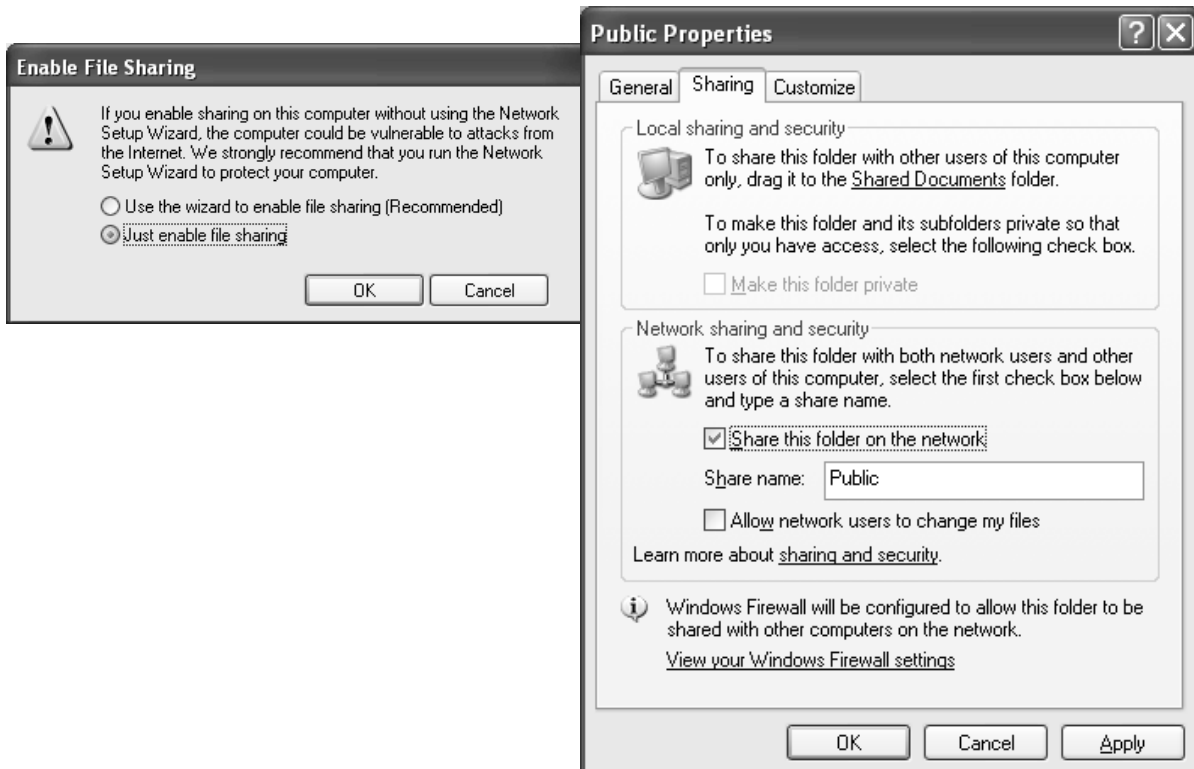 Enable File Sharing
If you enable sharing on this computer without using the Network
Setup Wizard, the computer could be vulnerable to attacks from
the Internet. We strongly recommend that you run the Network
Setup Wizard to protect your computer.
Use the wizard to enable file sharing (Recommended)
Just enable file sharing
OK Cancel
Public Properties
General Sharing Customize
Local sharing and security
To share this folder with other users of this computer
only, drag it to the Shared Documents folder.
To make this folder and its subfolders private so that
only you have access, select the following check box.
Make this folder private
Network sharing and security
To share this folder with both network users and other
users of this computer, select the first check box below
and type a share name.
Share this folder on the network
Share name: Public
Allow network users to change my files
Learn more about sharing and security.
Windows Firewall will be configured to allow this folder to be
shared with other computers on the network.
View your Windows Firewall settings
OK Cancel Apply